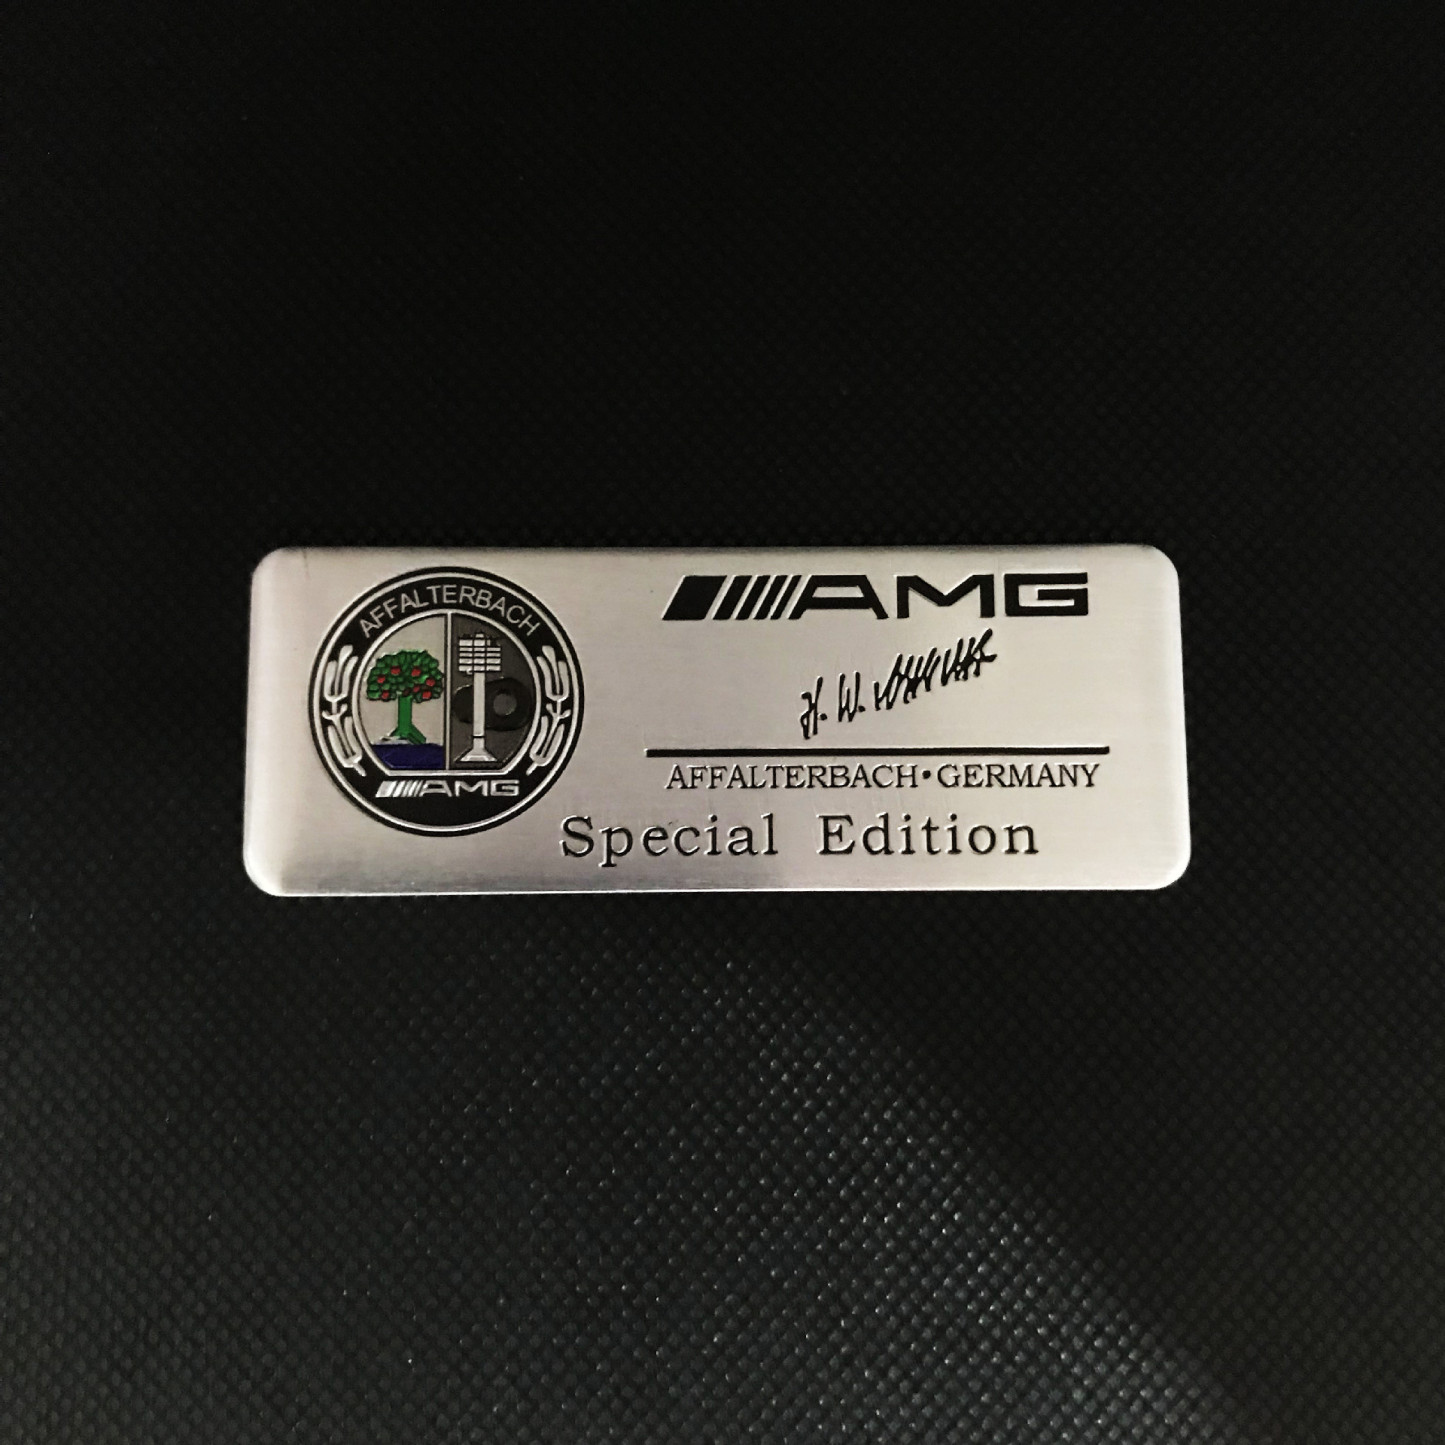 AFFALTERBACH
AMG
AMG
H. W.
AFFALTERBACH•GERMANY
Special Edition